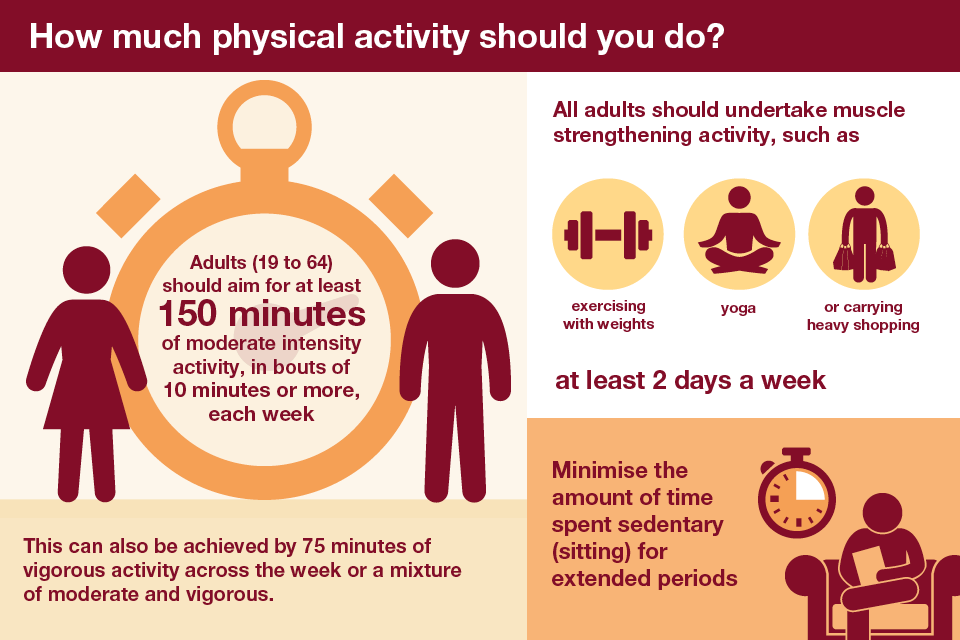 How much physical activity should you do?
Adults (19 to 64)
should aim for at least
150 minutes
of moderate intensity
activity, in bouts of
10 minutes or more,
each week
This can also be achieved by 75 minutes of
vigorous activity across the week or a mixture
of moderate and vigorous.
All adults should undertake muscle
strengthening activity, such as
exercising
with weights
yoga
or carrying
heavy shopping
at least 2 days a week
Minimise the
amount of time
spent sedentary
(sitting) for
extended periods